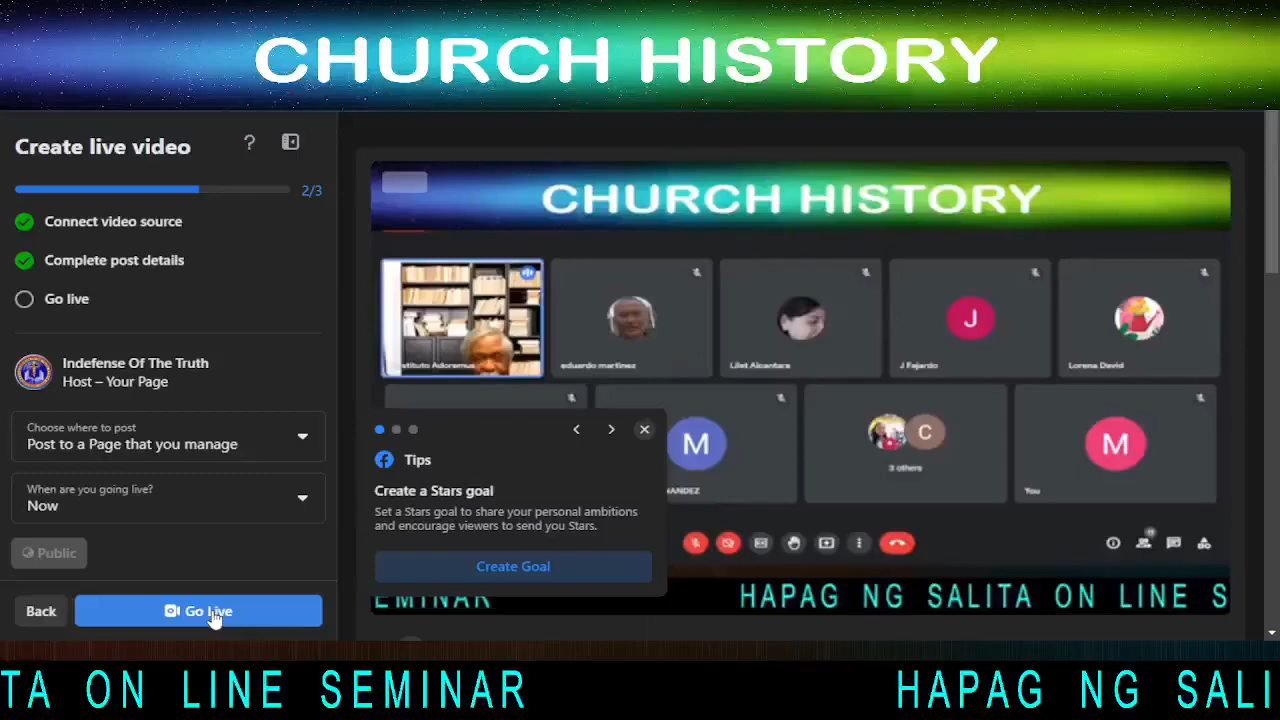 CHURCH HISTORY
Create live video
?
2/3
Connect video source
Complete post details
Go live
Indefense Of The Truth
Host – Your Page
Choose where to post
Post to a Page that you manage
When are you going live?
Now
Public
Back
Go Live
CHURCH HISTORY
stituto Adoremus
eduardo martinez
Lilet Alcantara
J
J Fajardo
Lorena David
M
NANDEZ
C
3 others
M
You
Tips
Create a Stars goal
Set a Stars goal to share your personal ambitions
and encourage viewers to send you Stars.
Create Goal
EMINAR HAPAG NG SALITA ON LINE S
TA ON LINE SEMINAR HAPAG NG SALI